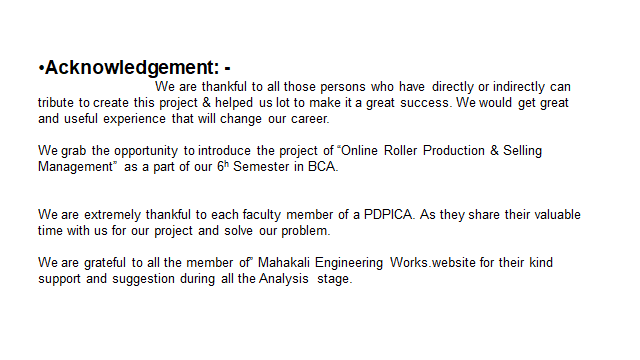 •Acknowledgement: -
We are thankful to all those persons who have directly or indirectly can
tribute to create this project & helped us lot to make it a great success. We would get great
and useful experience that will change our career.
We grab the opportunity to introduce the project of “Online Roller Production & Selling
Management” as a part of our 6ʰ Semester in BCA.
We are extremely thankful to each faculty member of a PDPICA. As they share their valuable
time with us for our project and solve our problem.
We are grateful to all the member of” Mahakali Engineering Works.website for their kind
support and suggestion during all the Analysis stage.